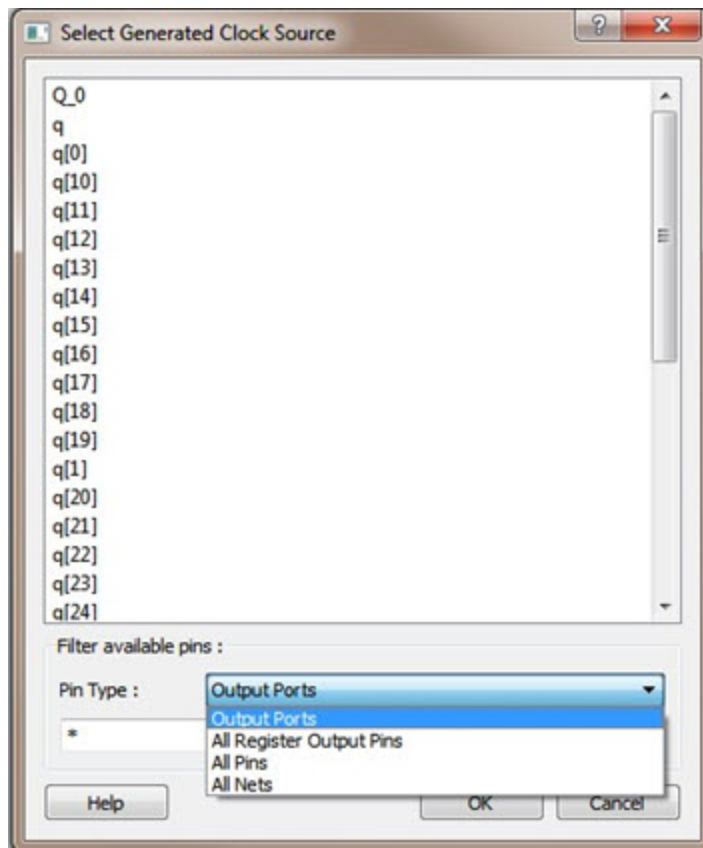 Select Generated Clock Source
Q_0
q
q[0]
q[10]
q[11]
q[12]
q[13]
q[14]
q[15]
q[16]
q[17]
q[18]
q[19]
q[1]
q[20]
q[21]
q[22]
q[23]
q[24]
Filter available pins :
Pin Type : Output Ports
Output Ports
* All Register Output Pins
All Pins
All Nets
Help OK Cancel